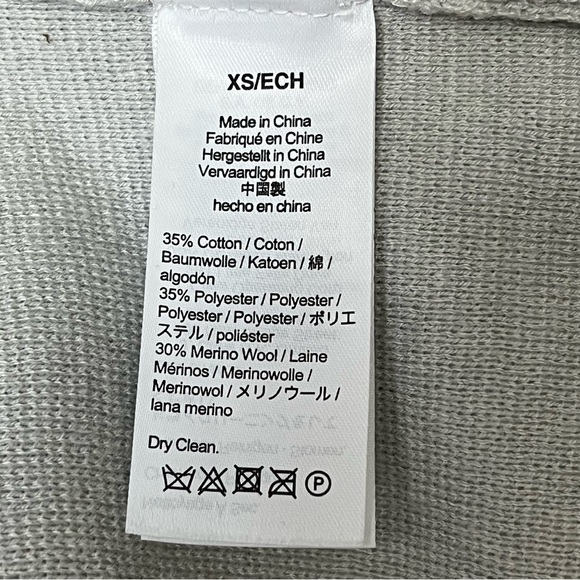 XS/ECH
Made in China
Fabriqué en Chine
Hergestellt in China
Vervaardigd in China
中国製
hecho en china
35% Cotton / Coton /
Baumwolle / Katoen / 綿 /
algodón
35% Polyester / Polyester /
Polyester / Polyester / ポリエ
ステル / poliéster
30% Merino Wool / Laine
Mérinos / Merinowolle /
Merinowol / メリノウール /
lana merino
Dry Clean.
P